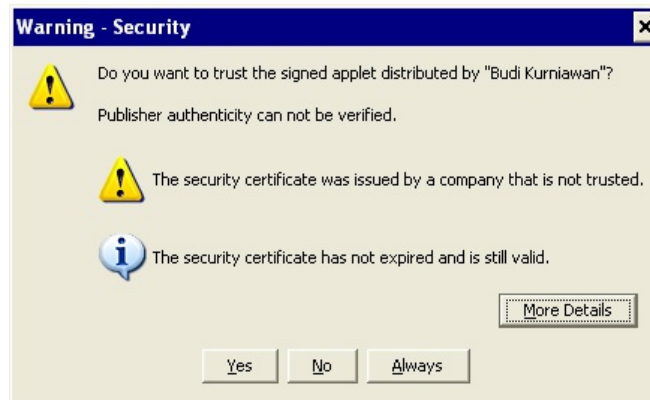 Warning - Security
Do you want to trust the signed applet distributed by "Budi Kurniawan"?
Publisher authenticity can not be verified.
The security certificate was issued by a company that is not trusted.
The security certificate has not expired and is still valid.
More Details
Yes No Always